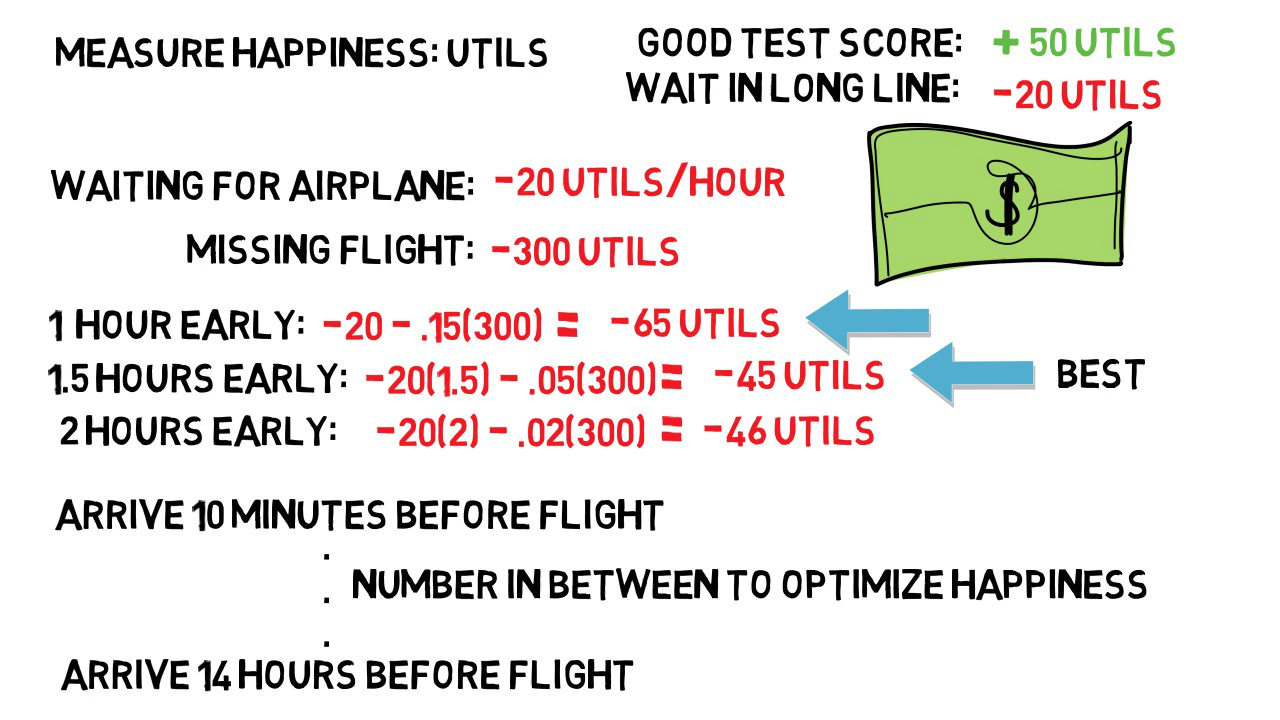 MEASURE HAPPINESS: UTILS
GOOD TEST SCORE: + 50 UTILS
WAIT IN LONG LINE: -20 UTILS
$
WAITING FOR AIRPLANE: -20 UTILS/HOUR
MISSING FLIGHT: -300 UTILS
1 HOUR EARLY: -20 - .15(300) = -65 UTILS
1.5 HOURS EARLY: -20(1.5) - .05(300) = -45 UTILS BEST
2 HOURS EARLY: -20(2) - .02(300) = -46 UTILS
ARRIVE 10 MINUTES BEFORE FLIGHT
NUMBER IN BETWEEN TO OPTIMIZE HAPPINESS
ARRIVE 14 HOURS BEFORE FLIGHT